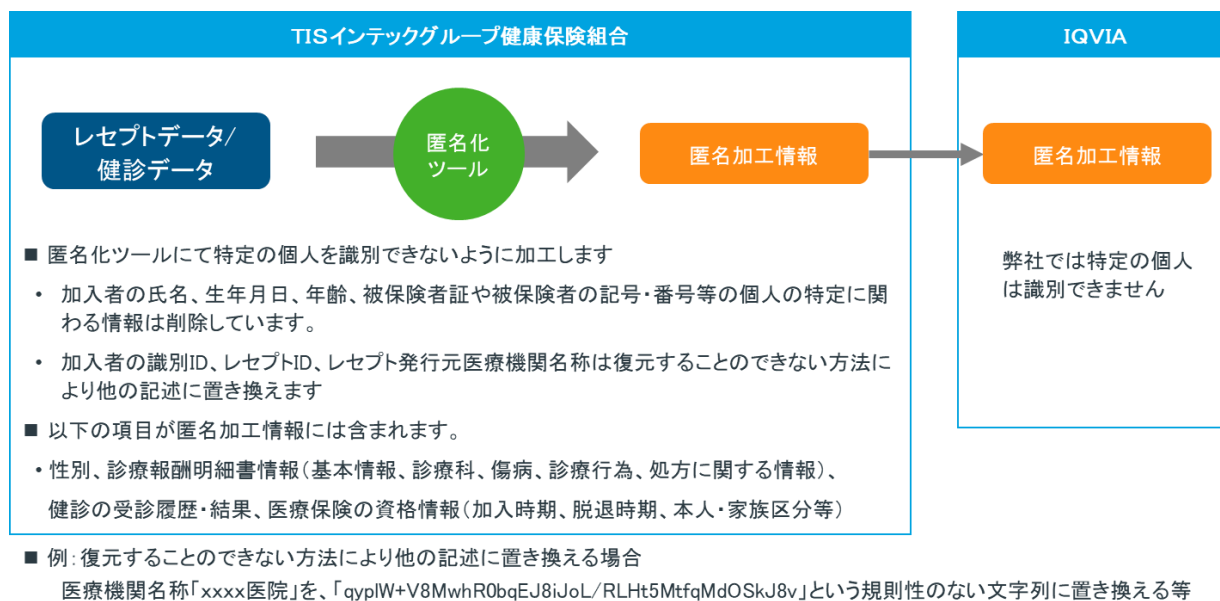 TISインテックグループ健康保険組合
IQVIA
レセプトデータ/
健診データ
匿名化
ツール
匿名加工情報
匿名加工情報
■ 匿名化ツールにて特定の個人を識別できないように加工します
• 加入者の氏名、生年月日、年齢、被保険者証や被保険者の記号・番号等の個人の特定に関
わる情報は削除しています。
• 加入者の識別ID、レセプトID、レセプト発行元医療機関名称は復元することのできない方法に
より他の記述に置き換えます
■ 以下の項目が匿名加工情報には含まれます。
• 性別、診療報酬明細書情報(基本情報、診療科、傷病、診療行為、処方に関する情報)、
健診の受診履歴・結果、医療保険の資格情報(加入時期、脱退時期、本人・家族区分等)
弊社では特定の個人
は識別できません
■ 例:復元することのできない方法により他の記述に置き換える場合
医療機関名称「xxxx医院」を、「qyplW+V8MwhR0bqEJ8iJoL/RLHt5MtfqMdOSkJ8v」という規則性のない文字列に置き換える等